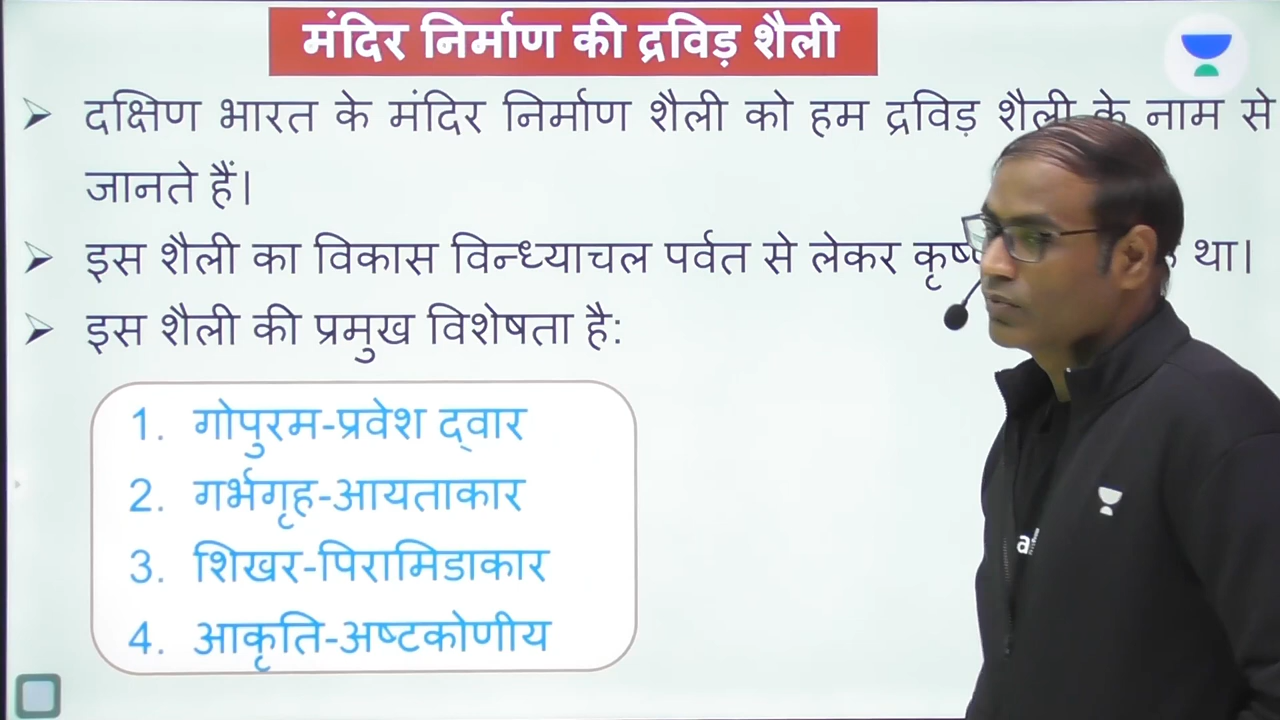 मंदिर निर्माण की द्रविड़ शैली
दक्षिण भारत के मंदिर निर्माण शैली को हम द्रविड़ शैली के नाम से
जानते हैं।
इस शैली का विकास विन्ध्याचल पर्वत से लेकर था।
इस शैली की प्रमुख विशेषता है:
1. गोपुरम-प्रवेश द्वार
2. गर्भगृह-आयताकार
3. शिखर-पिरामिडाकार
4. आकृति-अष्टकोणीय